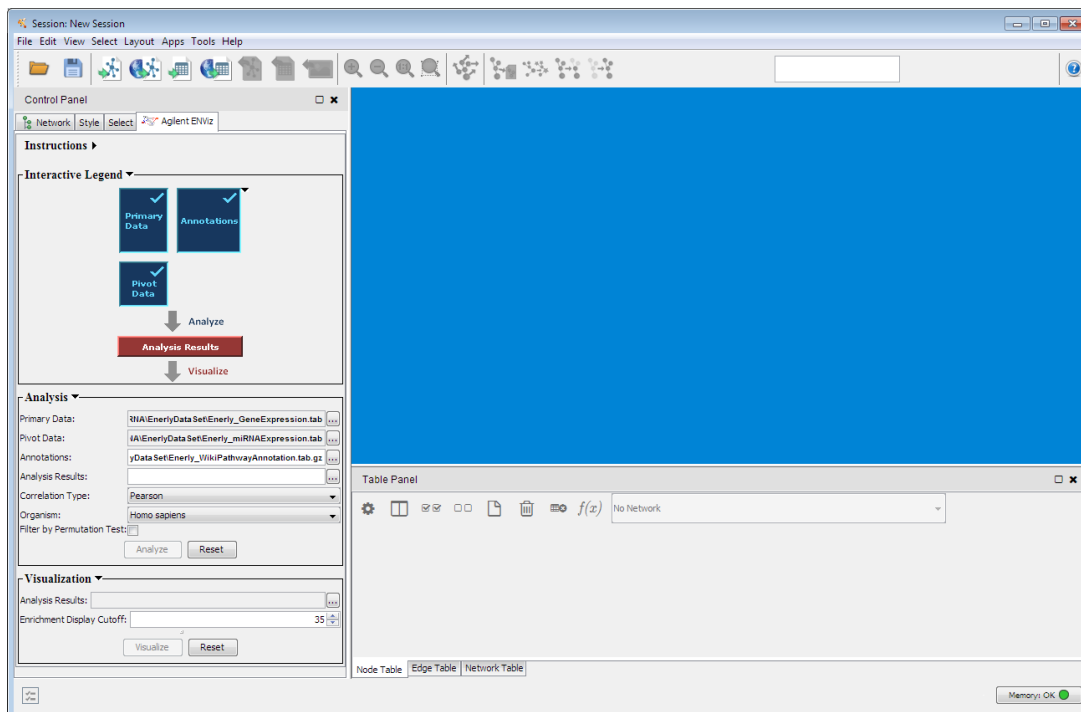 Session: New Session
File Edit View Select Layout Apps Tools Help
Control Panel
Network Style Select Agilent ENViz
Instructions
Interactive Legend
Primary Data
Annotations
Pivot Data
Analyze
Analysis Results
Visualize
Analysis
Primary Data: RNA\EnerlyDataSet\Enerly_GeneExpression.tab ...
Pivot Data: IA\EnerlyDataSet\Enerly_miRNAExpression.tab ...
Annotations: yDataSet\Enerly_WikiPathwayAnnotation.tab.gz ...
Analysis Results: ...
Correlation Type: Pearson
Organism: Homo sapiens
Filter by Permutation Test:
Analyze Reset
Visualization
Analysis Results: ...
Enrichment Display Cutoff: 35
Visualize Reset
Table Panel
f(x) No Network
Node Table Edge Table Network Table
Memory: OK